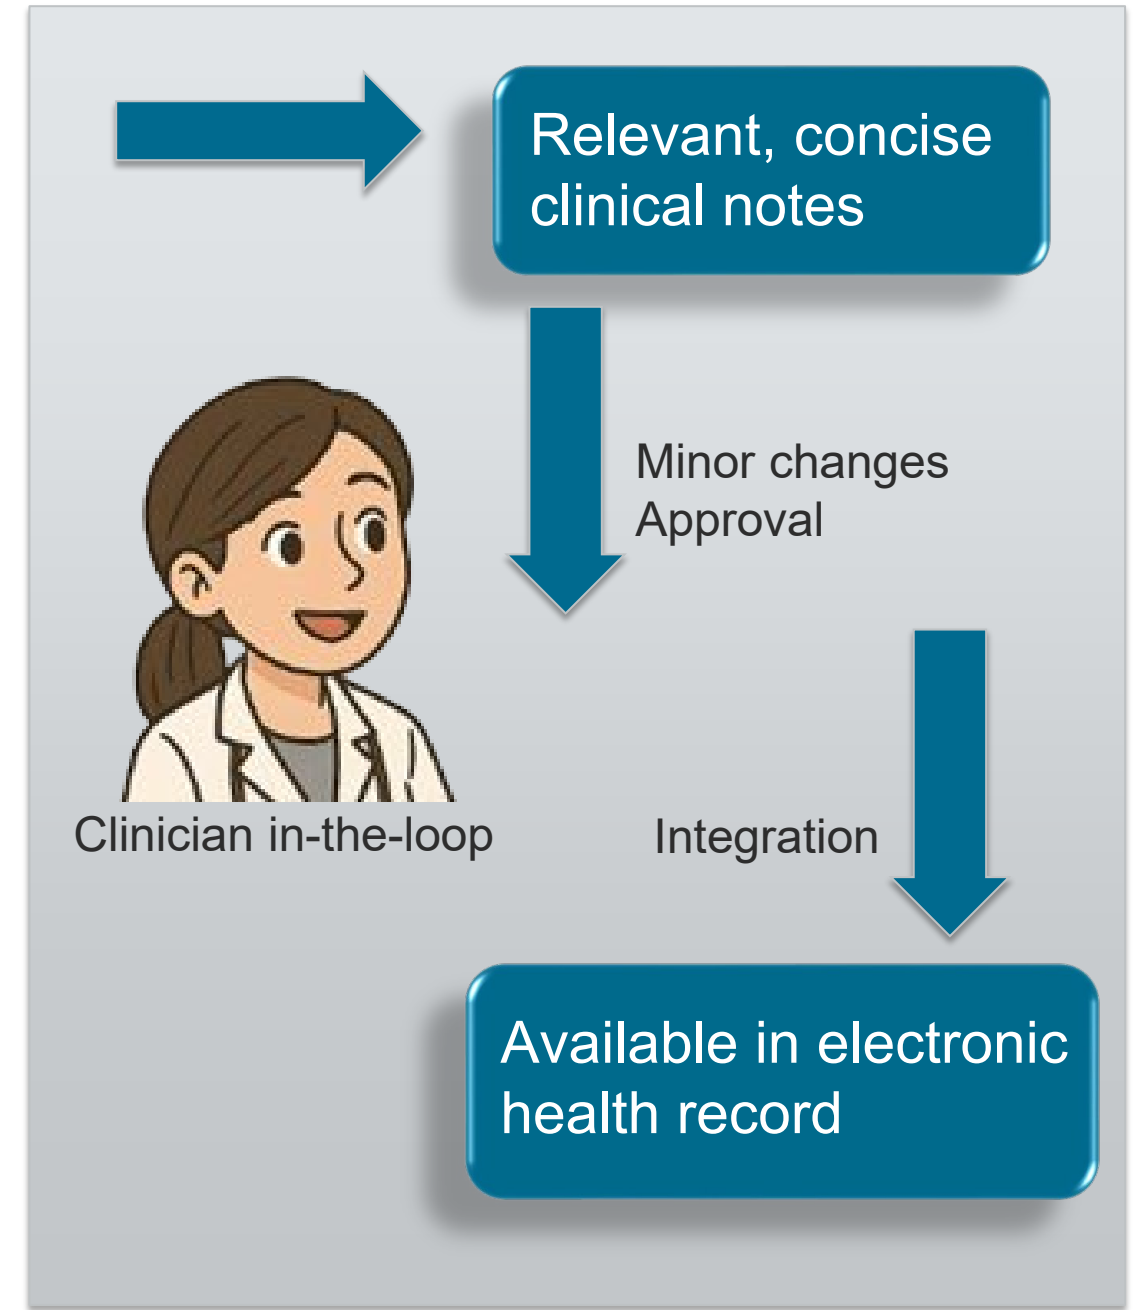 Relevant, concise
clinical notes
Minor changes
Approval
Clinician in-the-loop
Integration
Available in electronic
health record